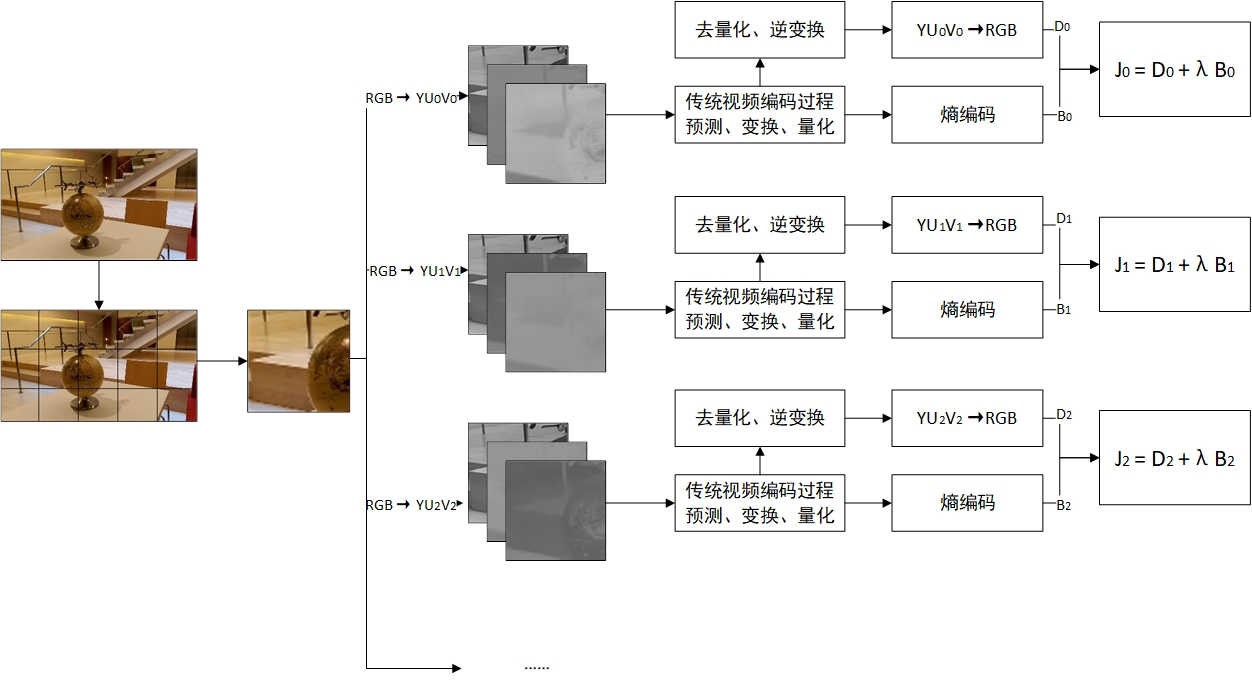 去量化、逆变换
YU₀V₀ → RGB
D₀
RGB → YU₀V₀
传统视频编码过程
预测、变换、量化
熵编码
B₀
J₀ = D₀ + λ B₀
去量化、逆变换
YU₁V₁ → RGB
D₁
RGB → YU₁V₁
传统视频编码过程
预测、变换、量化
熵编码
B₁
J₁ = D₁ + λ B₁
去量化、逆变换
YU₂V₂ → RGB
D₂
RGB → YU₂V₂
传统视频编码过程
预测、变换、量化
熵编码
B₂
J₂ = D₂ + λ B₂
······